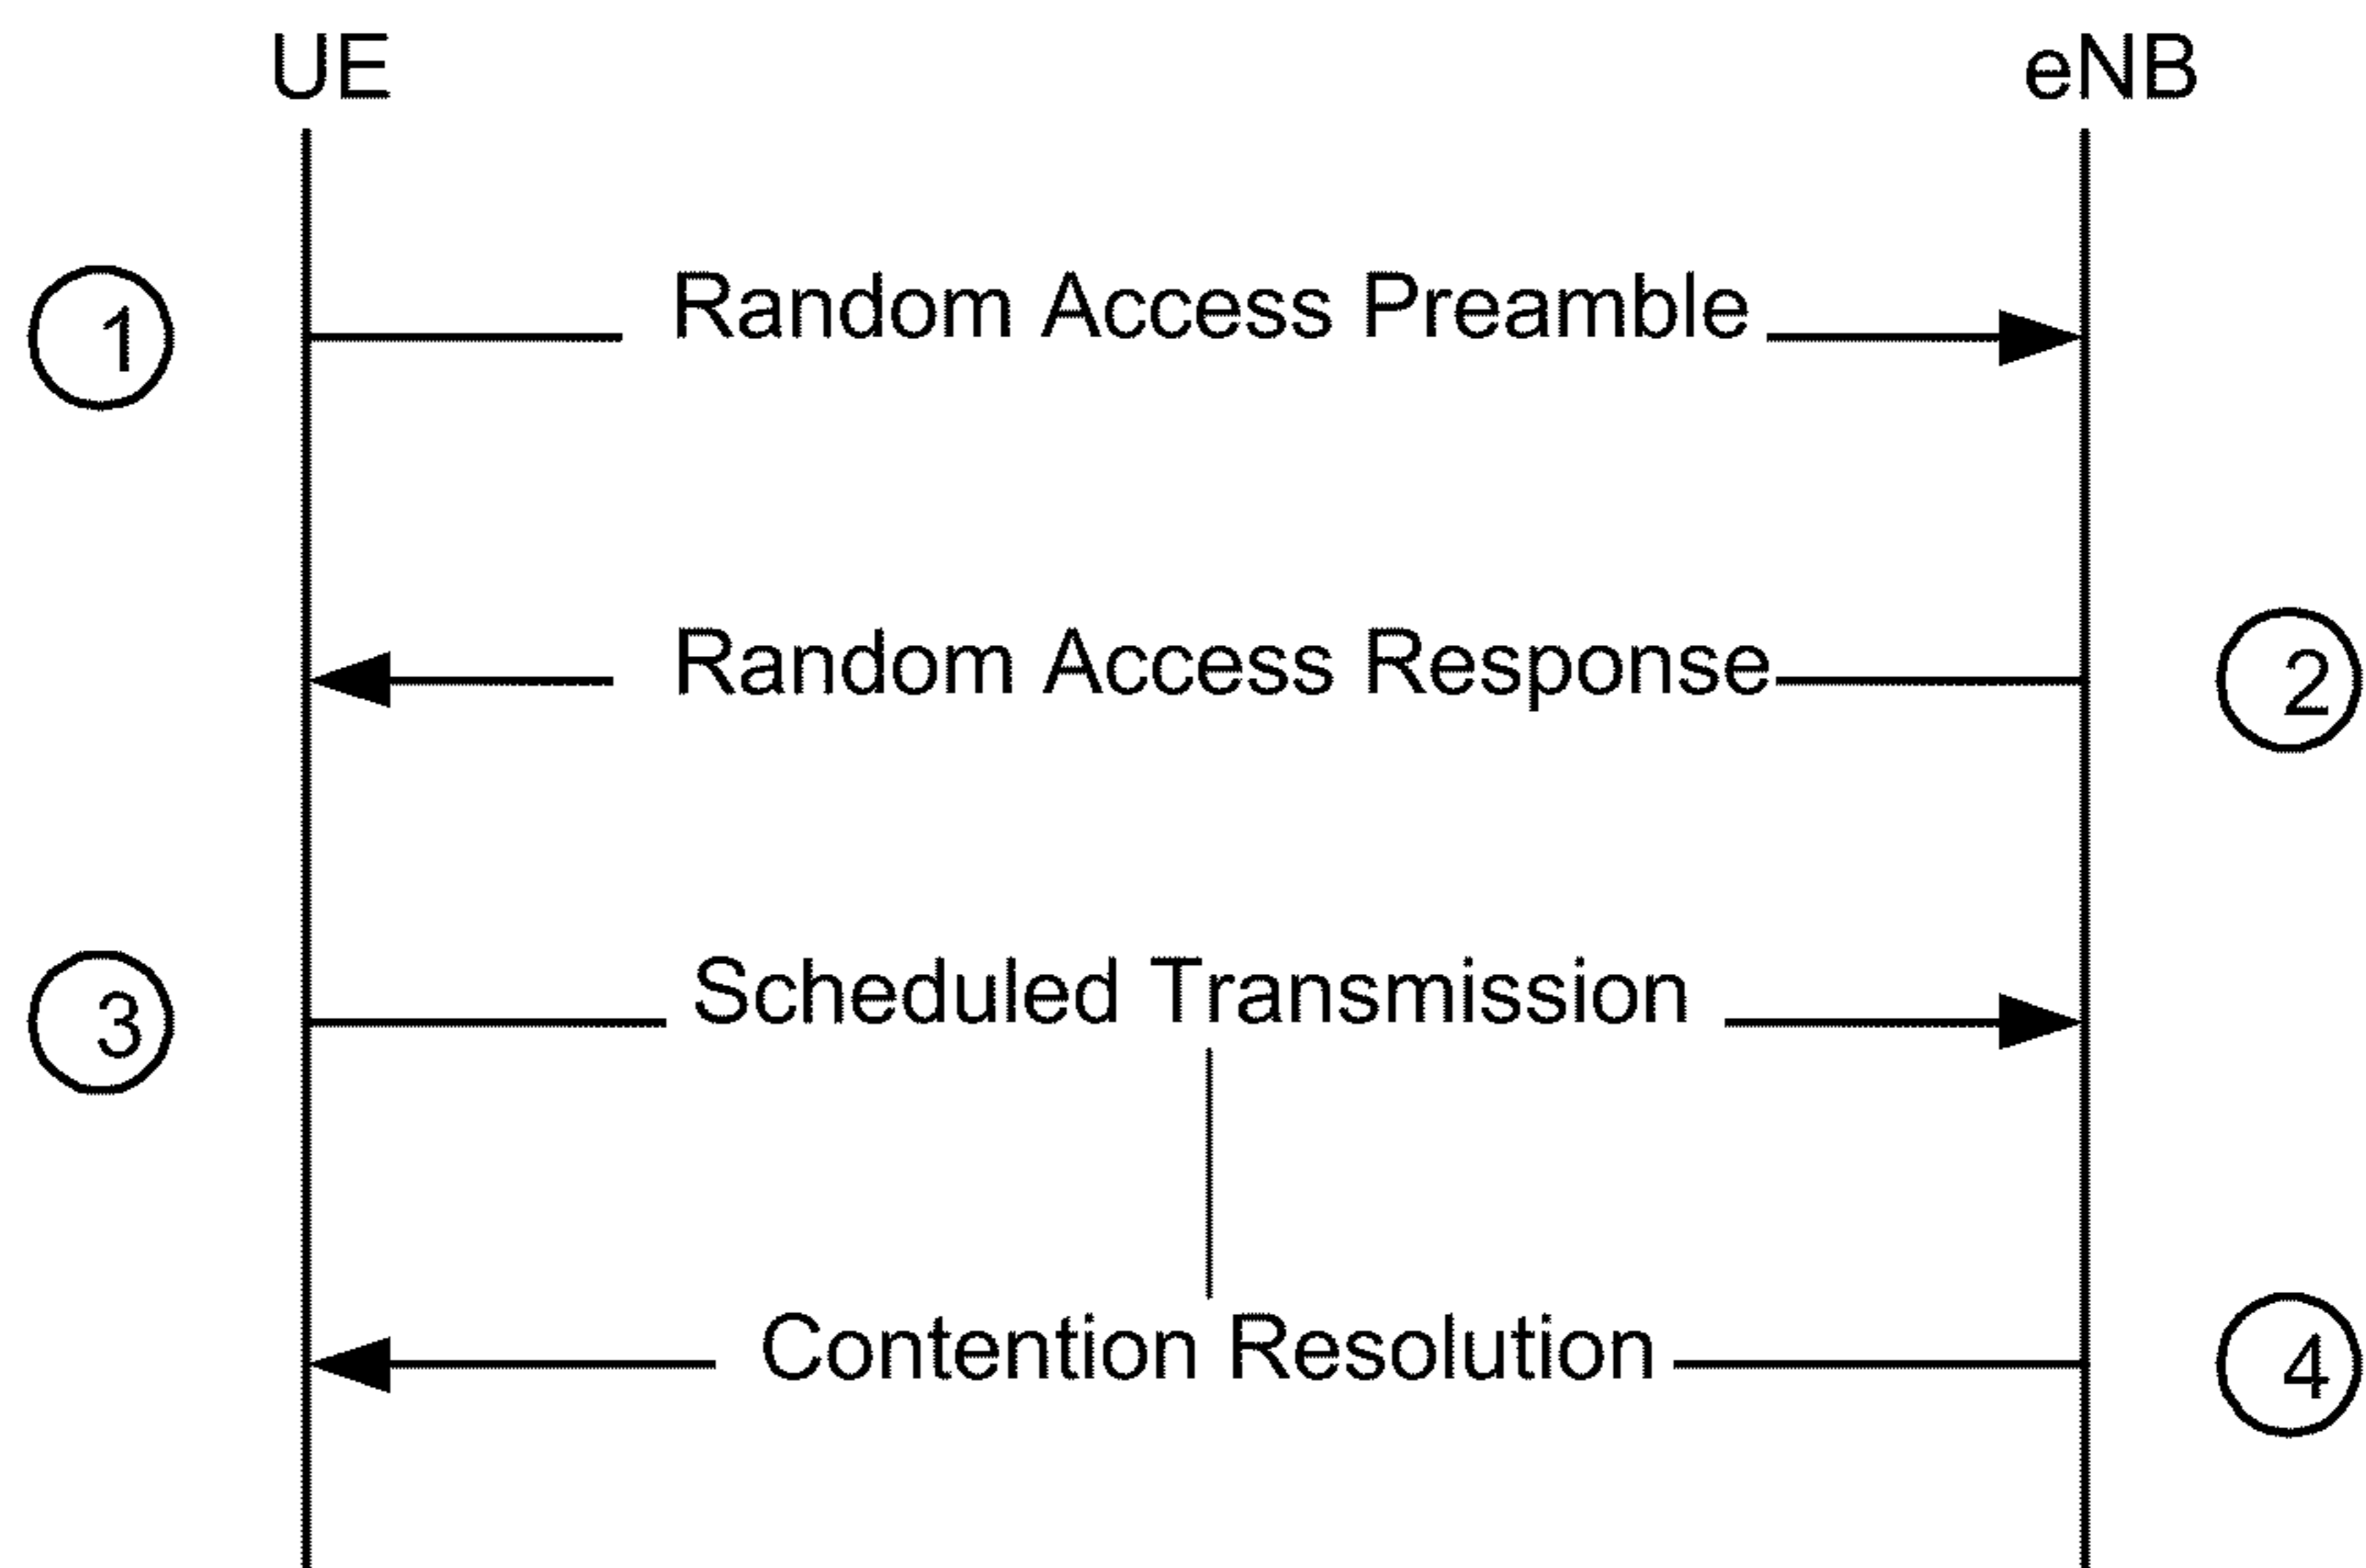 UE
eNB
1
Random Access Preamble
Random Access Response
2
3
Scheduled Transmission
Contention Resolution
4